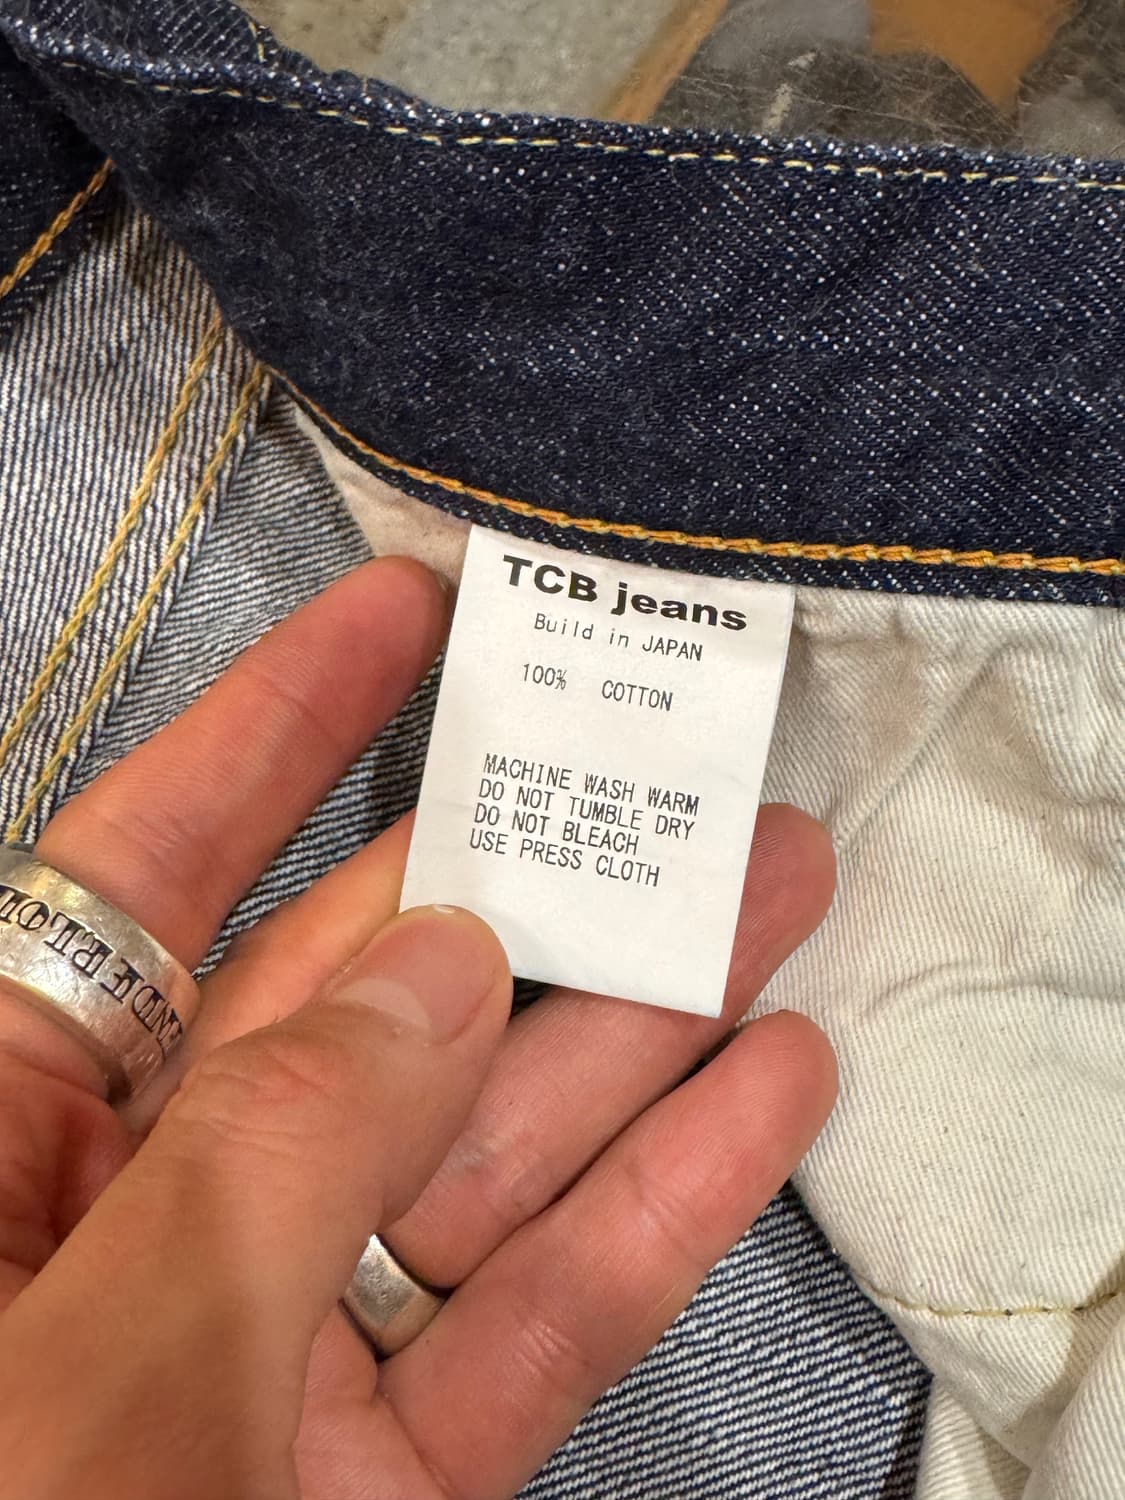 TCB jeans
Build in JAPAN
100% COTTON
MACHINE WASH WARM
DO NOT TUMBLE DRY
DO NOT BLEACH
USE PRESS CLOTH